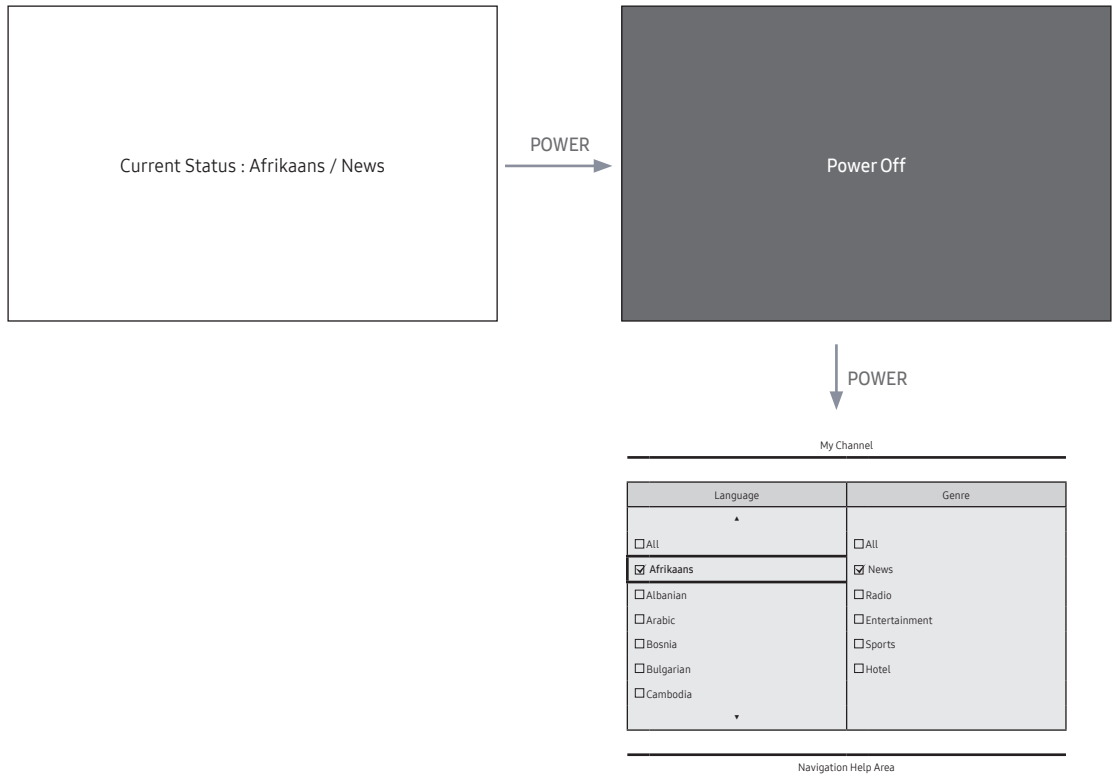 Current Status : Afrikaans / News
POWER
Power Off
POWER
My Channel
Language
Genre
All
All
Afrikaans
News
Albanian
Radio
Arabic
Entertainment
Bosnia
Sports
Bulgarian
Hotel
Cambodia
Navigation Help Area